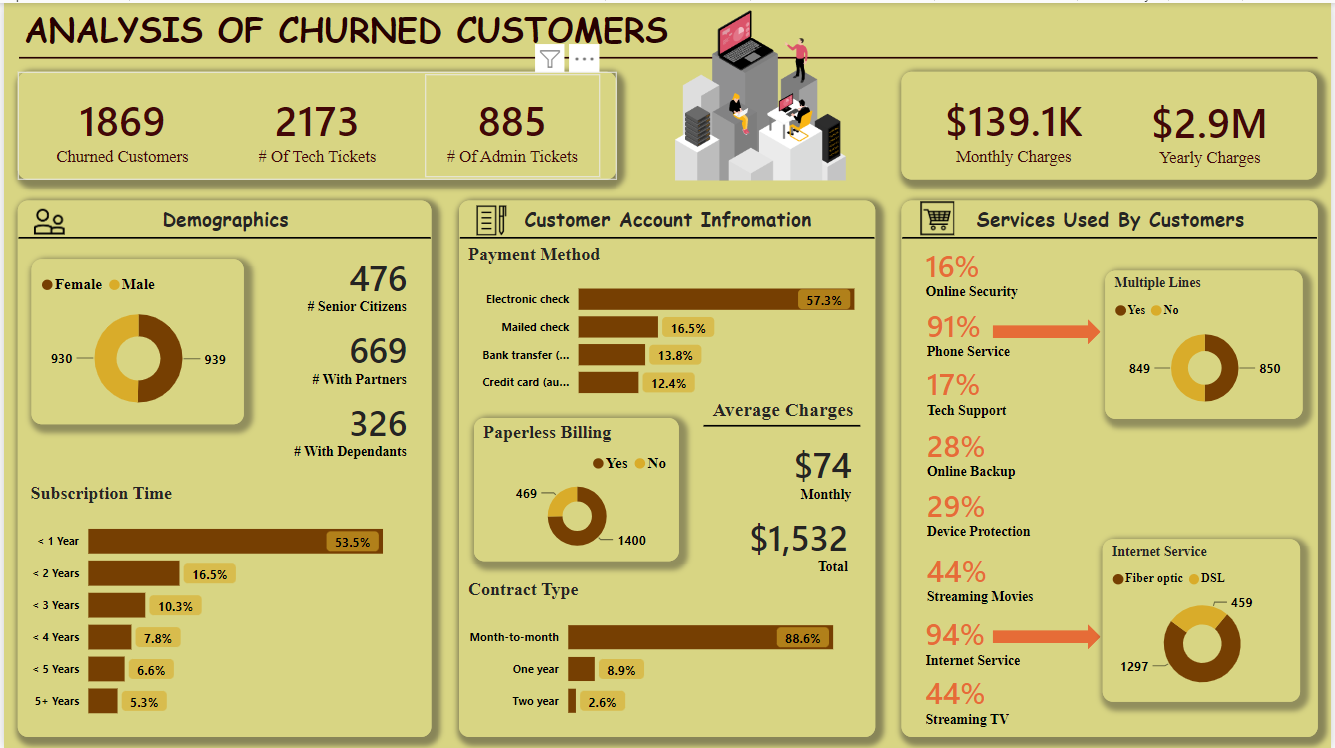 ANALYSIS OF CHURNED CUSTOMERS
1869
Churned Customers
2173
# Of Tech Tickets
885
# Of Admin Tickets
$139.1K
Monthly Charges
$2.9M
Yearly Charges
Demographics
Female Male
930
939
476
# Senior Citizens
669
# With Partners
326
# With Dependants
Subscription Time
< 1 Year 53.5%
< 2 Years 16.5%
< 3 Years 10.3%
< 4 Years 7.8%
< 5 Years 6.6%
5+ Years 5.3%
Customer Account Infromation
Payment Method
Electronic check 57.3%
Mailed check 16.5%
Bank transfer (... 13.8%
Credit card (au... 12.4%
Paperless Billing
Yes No
469
1400
Average Charges
$74
Monthly
$1,532
Total
Contract Type
Month-to-month 88.6%
One year 8.9%
Two year 2.6%
Services Used By Customers
16%
Online Security
91%
Phone Service
17%
Tech Support
28%
Online Backup
29%
Device Protection
44%
Streaming Movies
94%
Internet Service
44%
Streaming TV
Multiple Lines
Yes No
849
850
Internet Service
Fiber optic DSL
459
1297